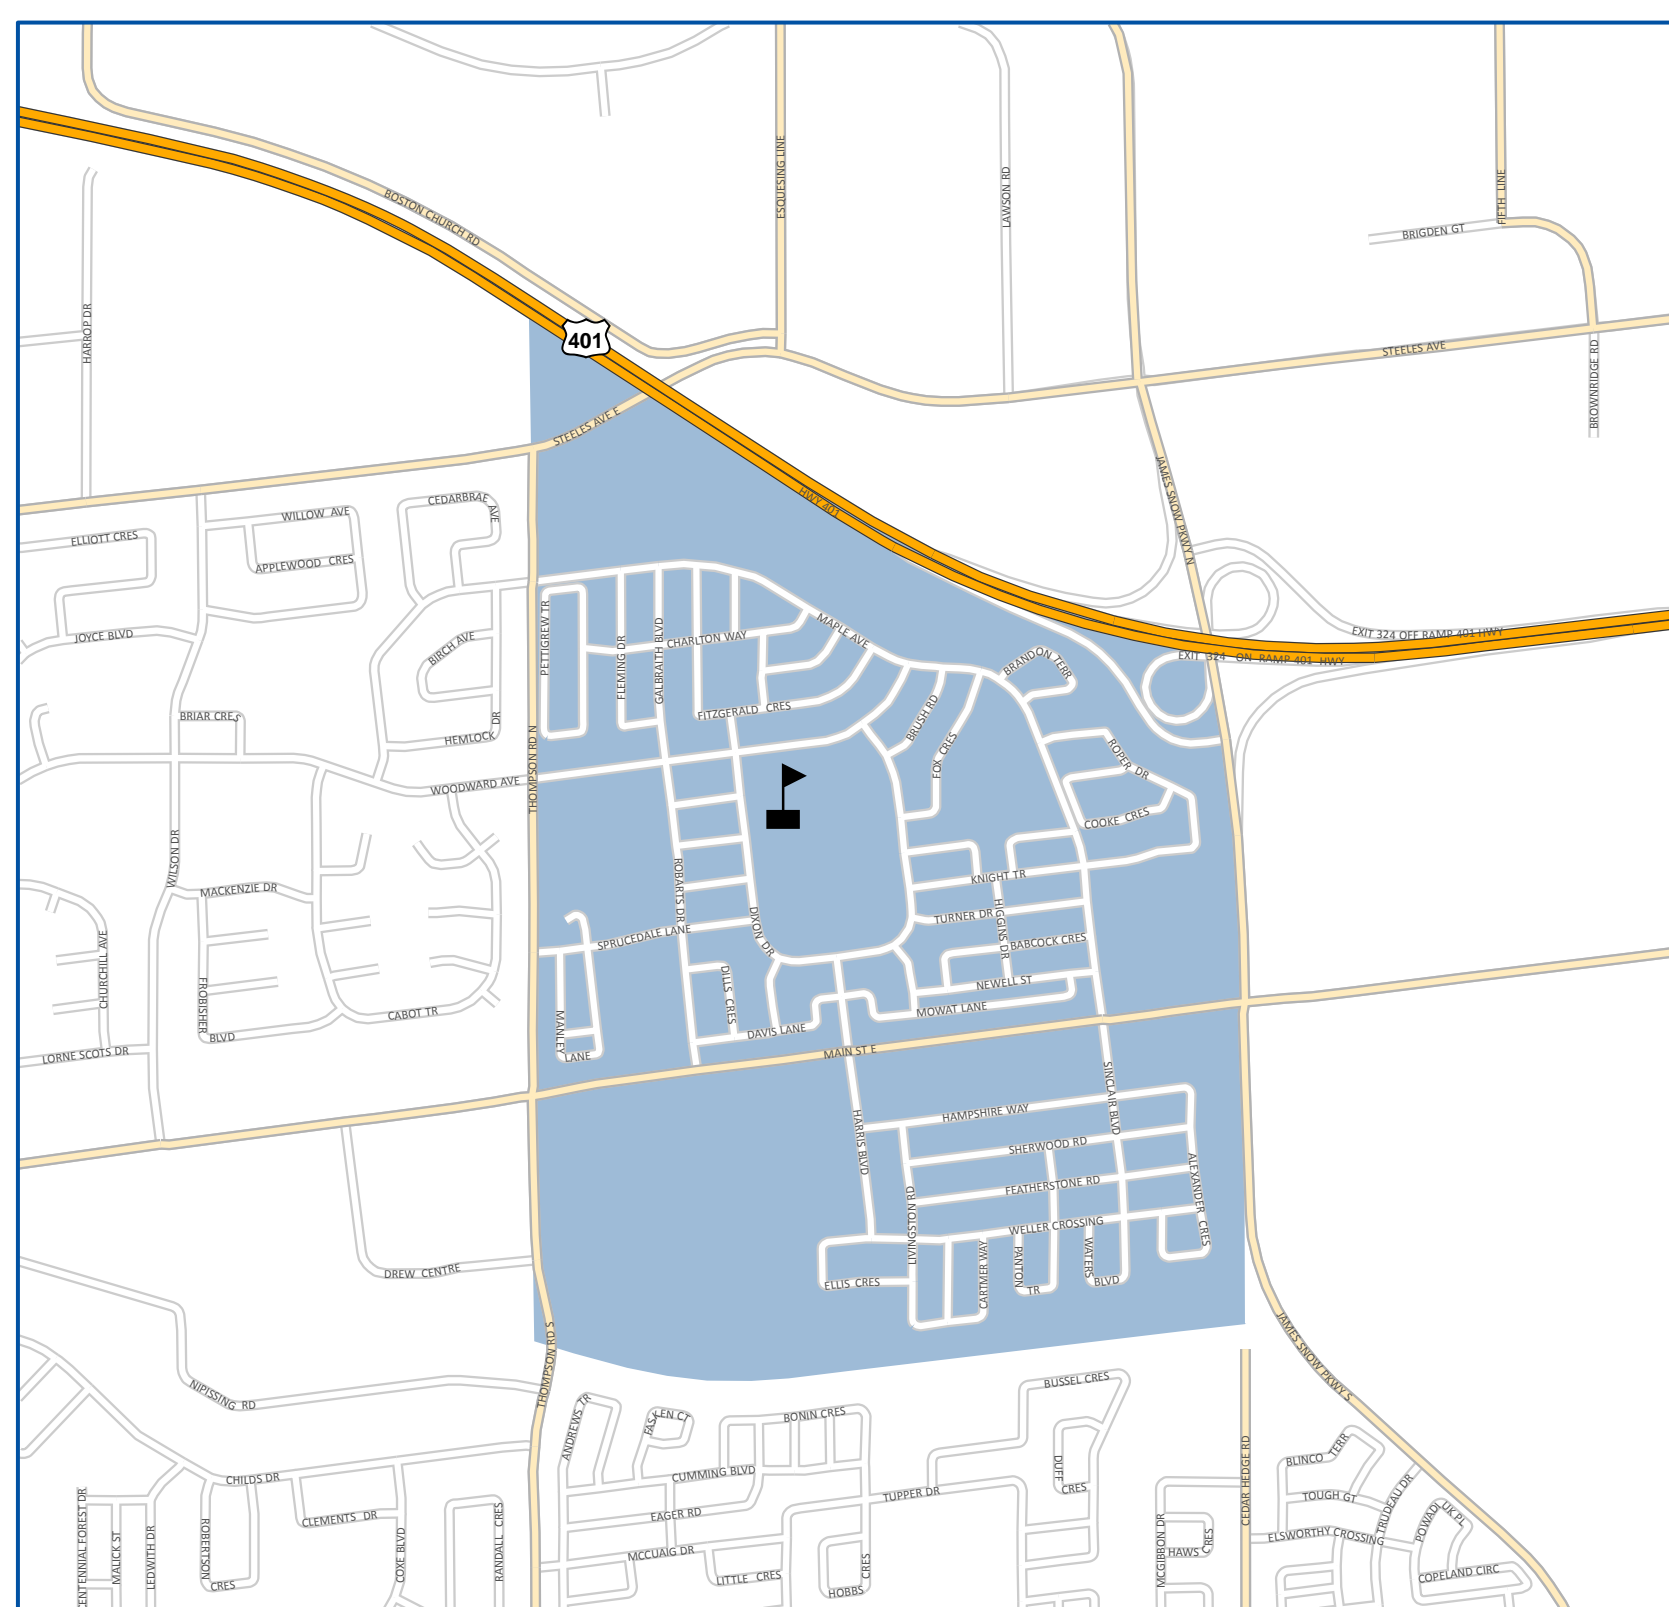 BOSTON CHURCH RD
ESQUESING LINE
LAWSON RD
FIFTH LINE
BRIGDEN GT
HARROP DR
401
STEELES AVE
BROWNRIDGE RD
STEELES AVE E
JAMES SNOW PKWY N
HWY 401
CEDARBRAE AVE
WILLOW AVE
ELLIOTT CRES
APPLEWOOD CRES
JOYCE BLVD
BIRCH AVE
PETTIGREW TR
FLEMING DR
GALBRAITH BLVD
CHARLTON WAY
MAPLE AVE
EXIT 324 OFF RAMP 401 HWY
EXIT 324 ON RAMP 401 HWY
BRANDON TERR
BRIAR CRES
HEMLOCK DR
FITZGERALD CRES
BRUSH RD
FOX CRES
ROPER DR
WOODWARD AVE
THOMPSON RD N
COOKE CRES
WILSON DR
MACKENZIE DR
ROBARTS DR
KNIGHT TR
TURNER DR
HIGGINS DR
DIXON DR
SPRUCEDALE LANE
BABCOCK CRES
CHURCHILL AVE
FROBISHER BLVD
DILLS CRES
NEWELL ST
MOWAT LANE
CABOT TR
MANLEY LANE
DAVIS LANE
LORNE SCOTS DR
MAIN ST E
SINCLAIR BLVD
HARRIS BLVD
HAMPSHIRE WAY
SHERWOOD RD
FEATHERSTONE RD
ALEXANDER CRES
LIVINGSTON RD
WELLER CROSSING
CARTMER WAY
PANTON TR
WATERS BLVD
ELLIS CRES
DREW CENTRE
THOMPSON RD S
JAMES SNOW PKWY S
NIPISSING RD
ANDREWS TR
FASKEN CT
BONIN CRES
BUSSEL CRES
CUMMING BLVD
DUFF CRES
CEDAR HEDGE RD
BLINCO TERR
CHILDS DR
TUPPER DR
TOUGH GT
TRUDEAU DR
EAGER RD
CLEMENTS DR
CENTENNIAL FOREST DR
MALICK ST
LEDWITH DR
ROBERTSON CRES
COXE BLVD
RANDALL CRES
MCCUAIG DR
LITTLE CRES
HOBBS CRES
MCGIBBON DR
HAWS CRES
ELSWORTHY CROSSING
POWADIUK PL
COPELAND CIRC